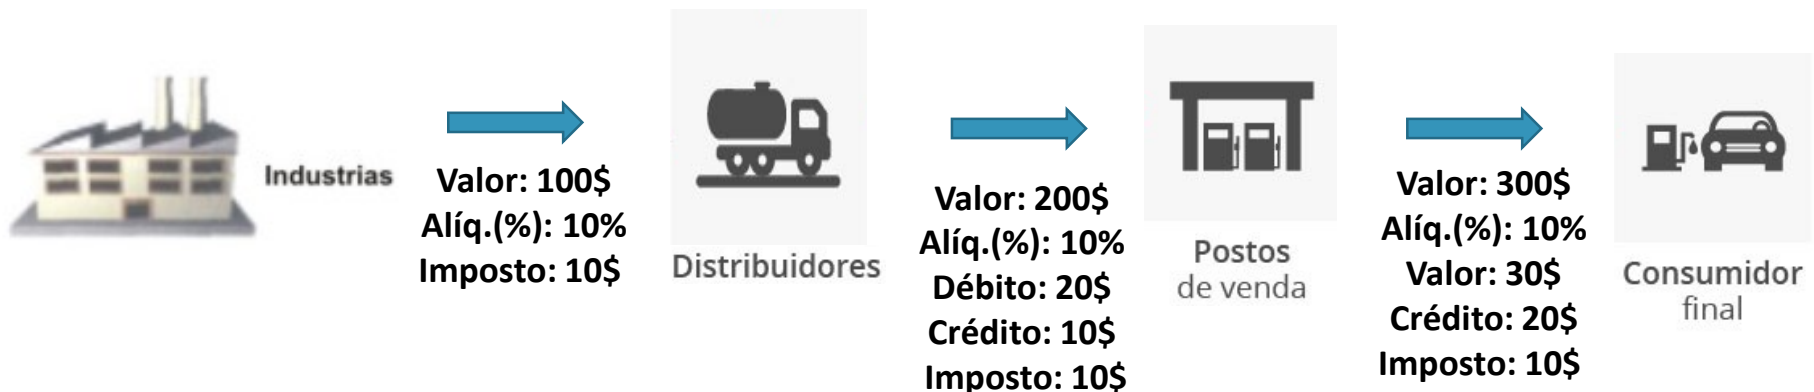 Industrias
Valor: 100$
Alíq.(%): 10%
Imposto: 10$
Distribuidores
Valor: 200$
Alíq.(%): 10%
Débito: 20$
Crédito: 10$
Imposto: 10$
Postos
de venda
Valor: 300$
Alíq.(%): 10%
Valor: 30$
Crédito: 20$
Imposto: 10$
Consumidor
final